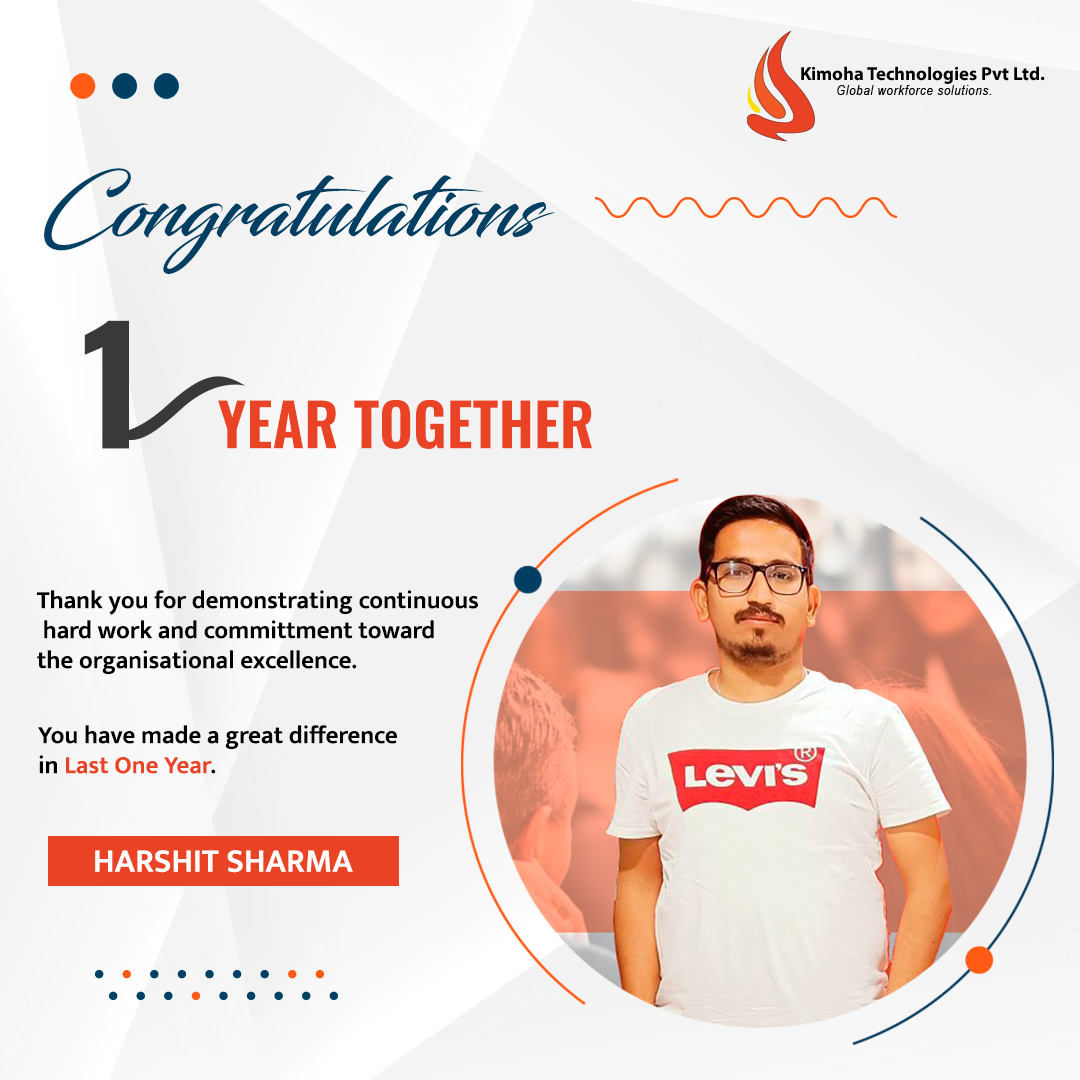 Kimoha Technologies Pvt Ltd.
Global workforce solutions.
Congratulations
1
YEAR TOGETHER
Thank you for demonstrating continuous
hard work and committment toward
the organisational excellence.
You have made a great difference
in Last One Year.
HARSHIT SHARMA
LEVI'S ®